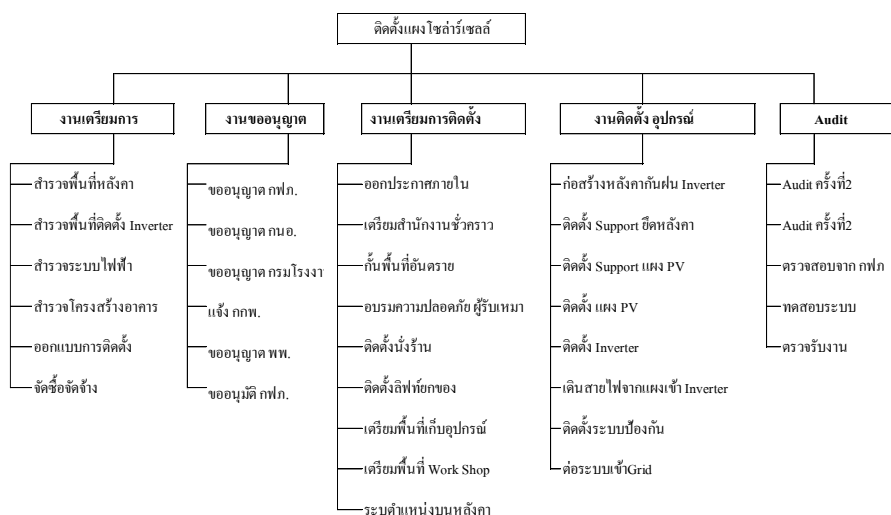 ติดตั้งแผงโซล่าร์เซลล์
งานเตรียมการ
สำรวจพื้นที่หลังคา
สำรวจพื้นที่ติดตั้ง Inverter
สำรวจระบบไฟฟ้า
สำรวจโครงสร้างอาคาร
ออกแบบการติดตั้ง
จัดซื้อจัดจ้าง
งานขออนุญาต
ขออนุญาต กฟภ.
ขออนุญาต กนอ.
ขออนุญาต กรมโรงงา
แจ้ง กกพ.
ขออนุญาต พพ.
ขออนุมัติ กฟภ.
งานเตรียมการติดตั้ง
ออกประกาศภายใน
เตรียมสำนักงานชั่วคราว
กั้นพื้นที่อันตราย
อบรมความปลอดภัย ผู้รับเหมา
ติดตั้งนั่งร้าน
ติดตั้งลิฟท์ยกของ
เตรียมพื้นที่เก็บอุปกรณ์
เตรียมพื้นที่ Work Shop
ระบุตำแหน่งบนหลังคา
งานติดตั้ง อุปกรณ์
ก่อสร้างหลังคากันฝน Inverter
ติดตั้ง Support ยึดหลังคา
ติดตั้ง Support แผง PV
ติดตั้ง แผง PV
ติดตั้ง Inverter
เดินสายไฟจากแผงเข้า Inverter
ติดตั้งระบบป้องกัน
ต่อระบบเข้าGrid
Audit
Audit ครั้งที่2
Audit ครั้งที่2
ตรวจสอบจาก กฟภ
ทดสอบระบบ
ตรวจรับงาน